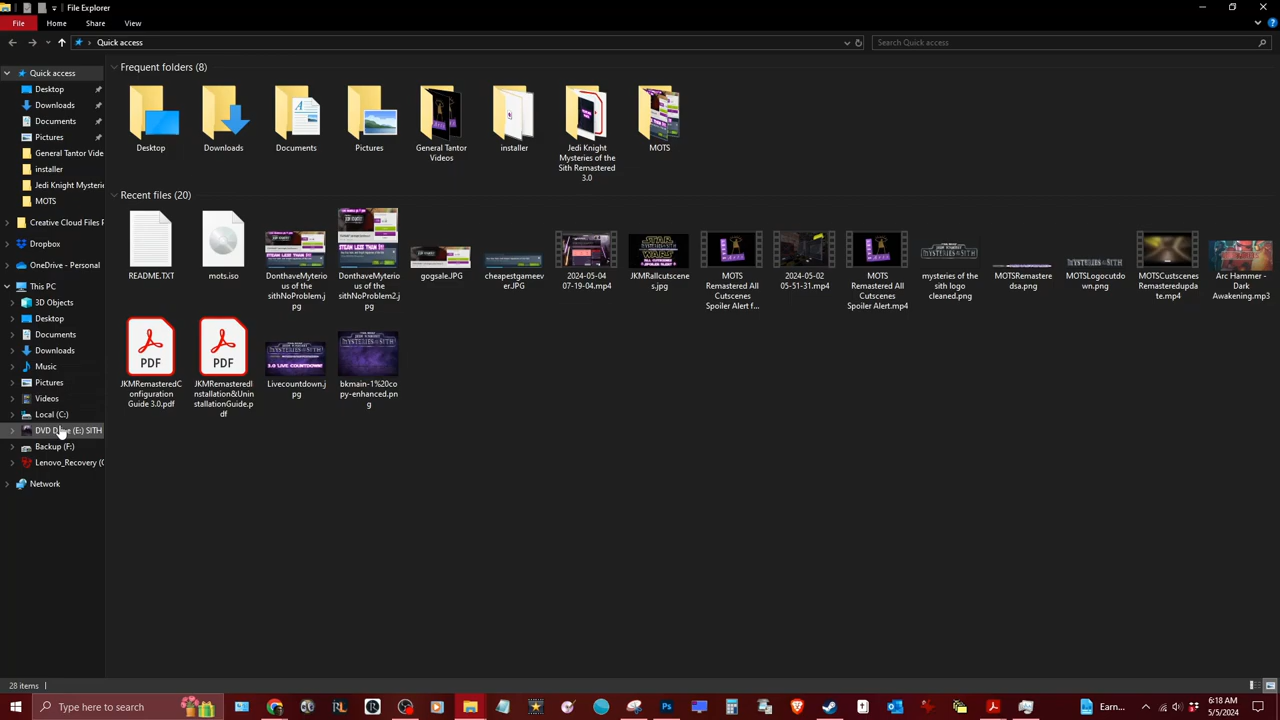 File Explorer
File Home Share View
Quick access
Search Quick access
Quick access
Desktop
Downloads
Documents
Pictures
General Tantor Vide
installer
Jedi Knight Mysterie
MOTS
Creative Cloud Files P
Dropbox
OneDrive - Personal
This PC
3D Objects
Desktop
Documents
Downloads
Music
Pictures
Videos
Local (C:)
DVD D (E:) SITH
Backup (F:)
Lenovo_Recovery (
Network
Frequent folders (8)
Desktop
Downloads
Documents
Pictures
General Tantor
Videos
installer
Jedi Knight
Mysteries of the
Sith Remastered
3.0
MOTS
Recent files (20)
README.TXT
mots.iso
DonthaveMyterio
us of the
sithNoProblem.j
pg
DonthaveMyterio
us of the
sithNoProblem2.j
pg
gogsale.JPG
cheapestgameev
er.JPG
2024-05-04
07-19-04.mp4
JKMRallcutscene
s.jpg
MOTS
Remastered All
Cutscenes
Spoiler Alert f...
2024-05-02
05-51-31.mp4
MOTS
Remastered All
Cutscenes
Spoiler Alert.mp4
mysteries of the
sith logo
cleaned.png
MOTSRemastere
dsa.png
MOTSLogocutdo
wn.png
MOTSCustscenes
Remasteredupda
te.mp4
Arc Hammer -
Dark
Awakening.mp3
PDF
JKMRemasteredC
onfiguration
Guide 3.0.pdf
PDF
JKMRemasteredI
nstallation&Unin
stallationGuide.p
df
Livecountdown.j
pg
bkmain-1%20co
py-enhanced.pn
g
28 items
Type here to search
Earn...
6:18 AM
5/5/2024